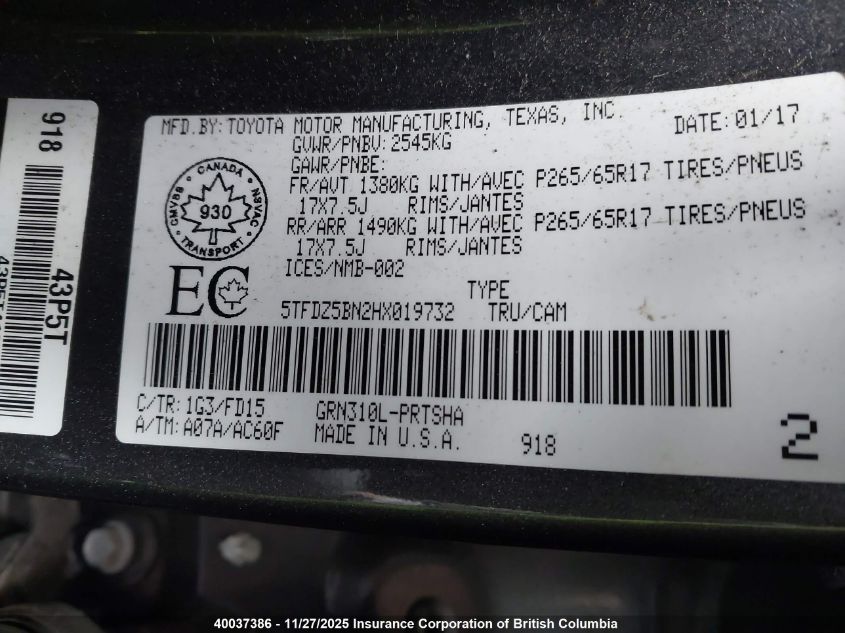 MFD.BY:TOYOTA MOTOR MANUFACTURING, TEXAS, INC. DATE:01/17
GVWR/PNBV:2545KG
GAWR/PNBE:
FR/AVT 1380KG WITH/AVEC P265/65R17 TIRES/PNEUS
17X7.5J RIMS/JANTES
RR/ARR 1490KG WITH/AVEC P265/65R17 TIRES/PNEUS
17X7.5J RIMS/JANTES
ICES/NMB-002
TYPE
5TFDZ5BN2HX019732 TRU/CAM
C/TR:1G3/FD15 GRN310L-PRTSHA
A/TM:A07A/AC60F MADE IN U.S.A. 918
2
CANADA
CMVSS NSVAC
930
TRANSPORT
EC
918
43P5T
40037386 - 11/27/2025 Insurance Corporation of British Columbia